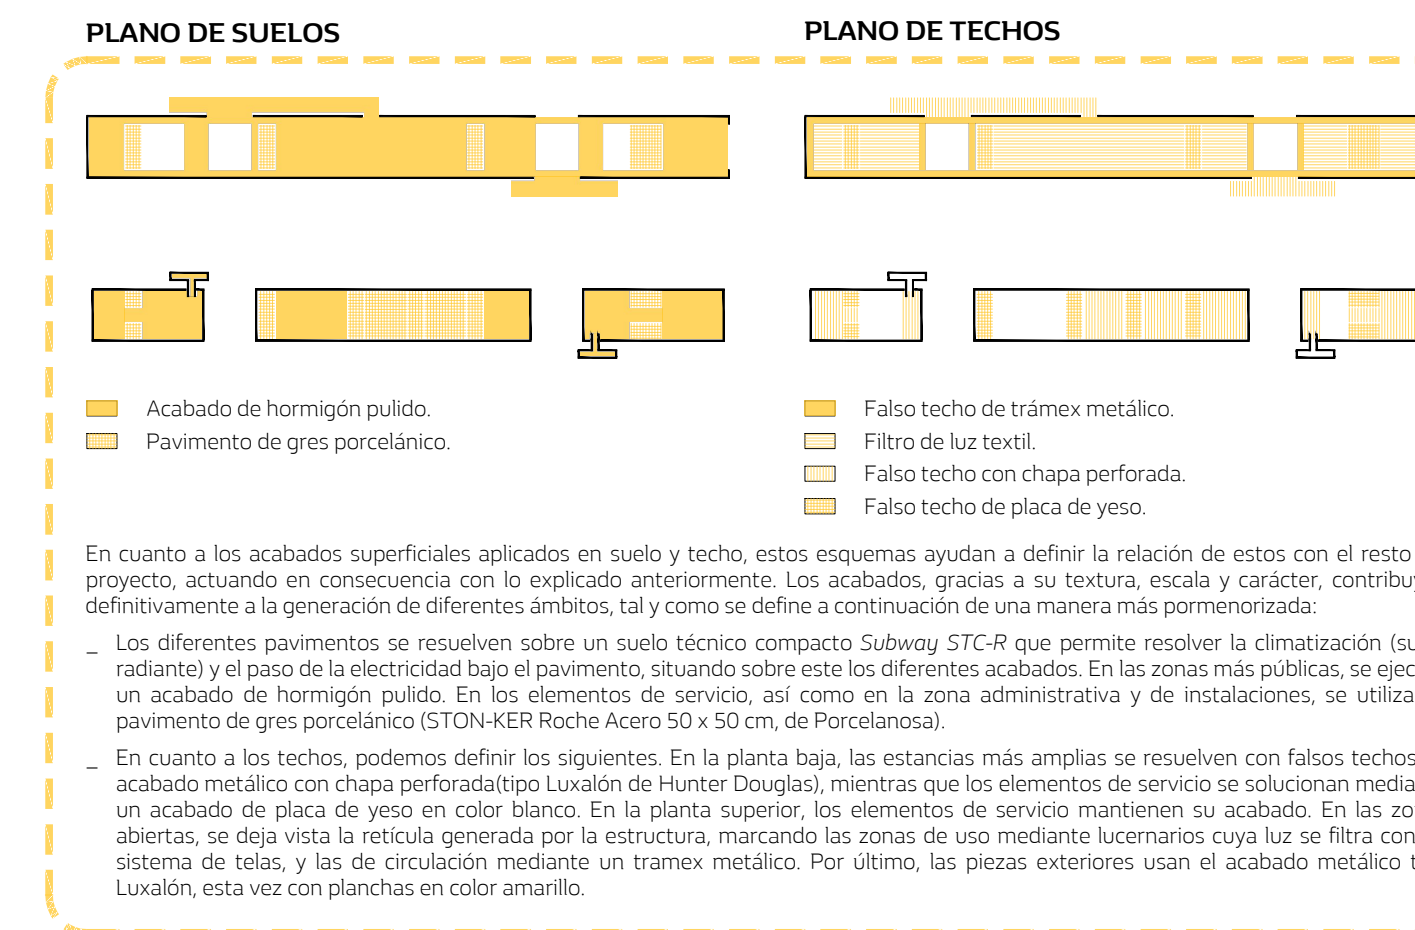 PLANO DE SUELOS
PLANO DE TECHOS
Acabado de hormigón pulido.
Pavimento de gres porcelánico.
Falso techo de trámex metálico.
Filtro de luz textil.
Falso techo con chapa perforada.
Falso techo de placa de yeso.
En cuanto a los acabados superficiales aplicados en suelo y techo, estos esquemas ayudan a definir la relación de estos con el resto
proyecto, actuando en consecuencia con lo explicado anteriormente. Los acabados, gracias a su textura, escala y carácter,
definitivamente a la generación de diferentes ámbitos, tal y como se define a continuación de una manera más pormenorizada:
_ Los diferentes pavimentos se resuelven sobre un suelo técnico compacto Subway STC-R que permite resolver la climatización
radiante) y el paso de la electricidad bajo el pavimento, situando sobre este los diferentes acabados. En las zonas más públicas, se
un acabado de hormigón pulido. En los elementos de servicio, así como en la zona administrativa y de instalaciones, se utiliza
pavimento de gres porcelánico (STON-KER Roche Acero 50 x 50 cm, de Porcelanosa).
_ En cuanto a los techos, podemos definir los siguientes. En la planta baja, las estancias más amplias se resuelven con falsos techos
acabado metálico con chapa perforada(tipo Luxalón de Hunter Douglas), mientras que los elementos de servicio se solucionan
un acabado de placa de yeso en color blanco. En la planta superior, los elementos de servicio mantienen su acabado. En las
abiertas, se deja vista la retícula generada por la estructura, marcando las zonas de uso mediante lucernarios cuya luz se filtra con
sistema de telas, y las de circulación mediante un tramex metálico. Por último, las piezas exteriores usan el acabado metálico
Luxalón, esta vez con planchas en color amarillo.